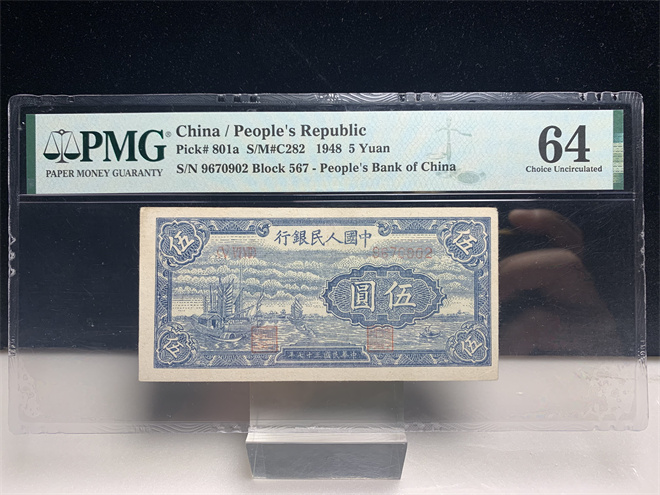 PMG
PAPER MONEY GUARANTY
China / People's Republic
Pick# 801a S/M#C282 1948 5 Yuan
S/N 9670902 Block 567 - People's Bank of China
64
Choice Uncirculated
伍 行銀民人國中 伍
圓 伍
伍 年七十三國民華中 伍